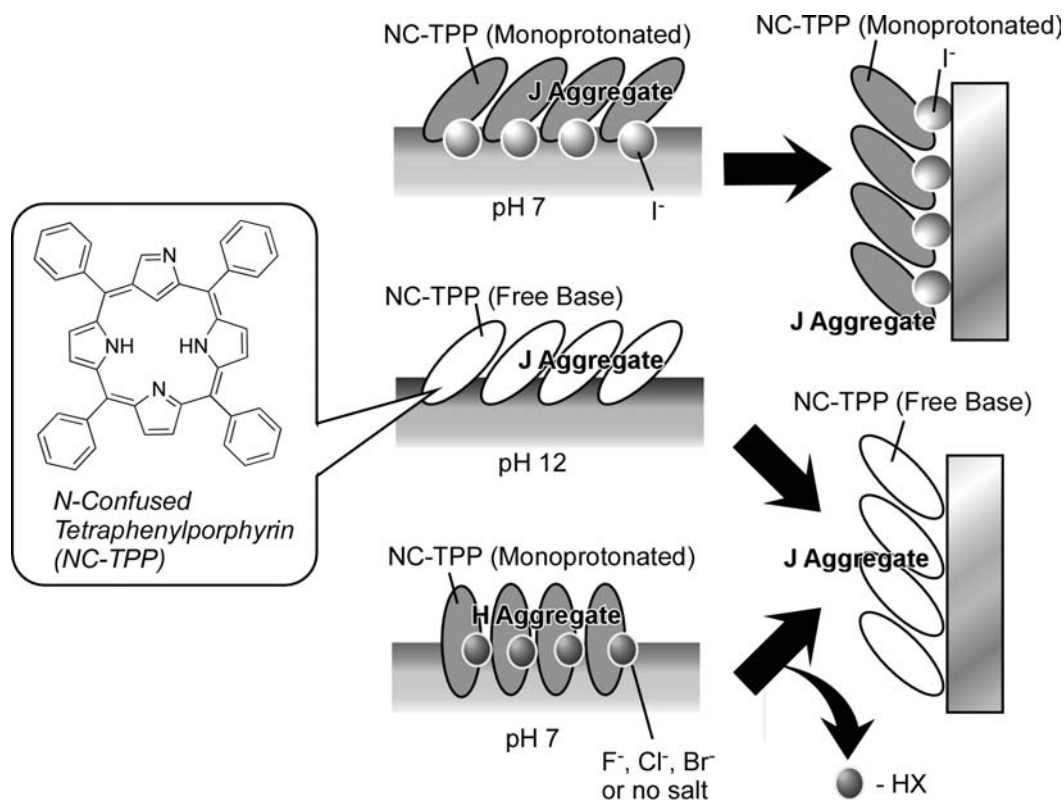 NC-TPP (Monoprotonated)
J Aggregate
I⁻
pH 7
NC-TPP (Monoprotonated)
I⁻
J Aggregate
N
NH
HN
N
N-Confused
Tetraphenylporphyrin
(NC-TPP)
NC-TPP (Free Base)
J Aggregate
pH 12
NC-TPP (Free Base)
J Aggregate
NC-TPP (Monoprotonated)
H Aggregate
pH 7
F⁻, Cl⁻, Br⁻
or no salt
- HX